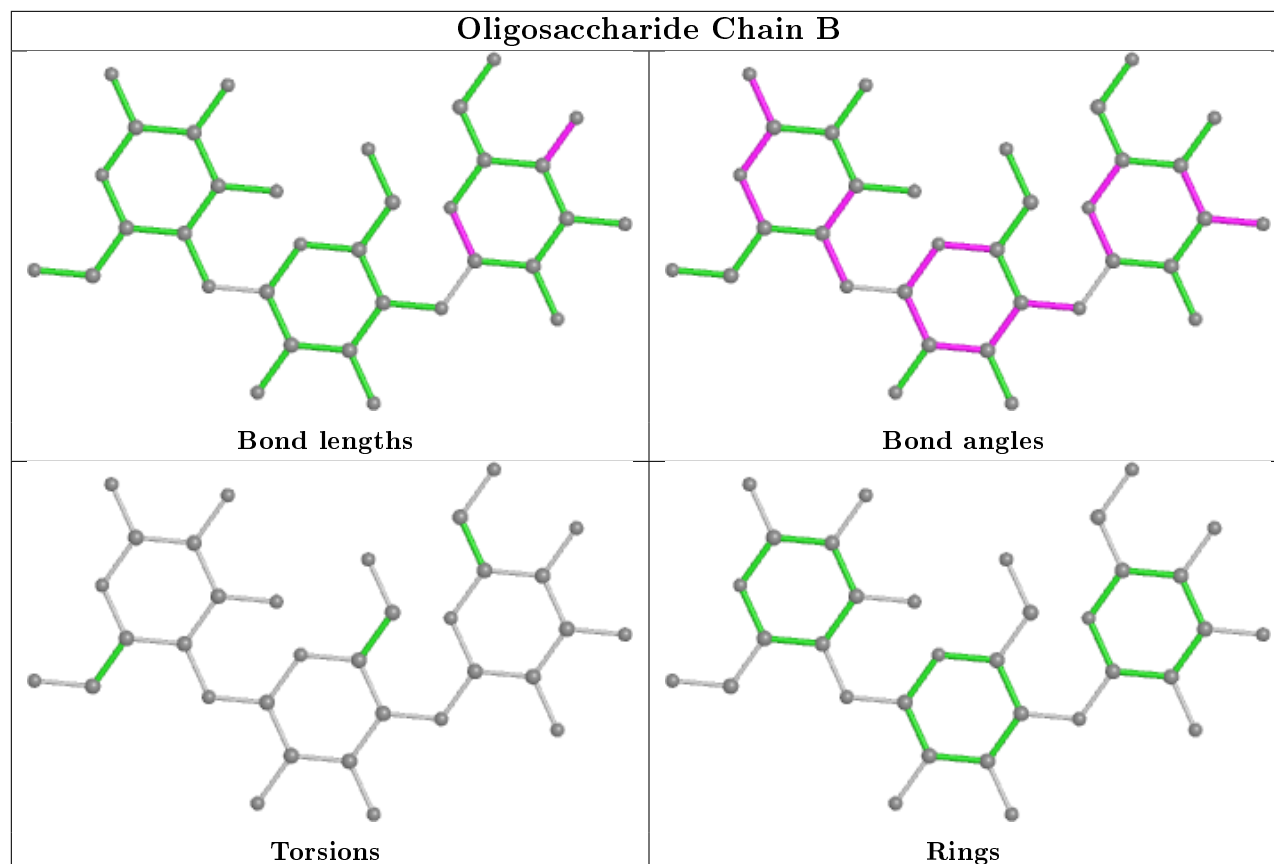 Oligosaccharide Chain B
Bond lengths
Bond angles
Torsions
Rings